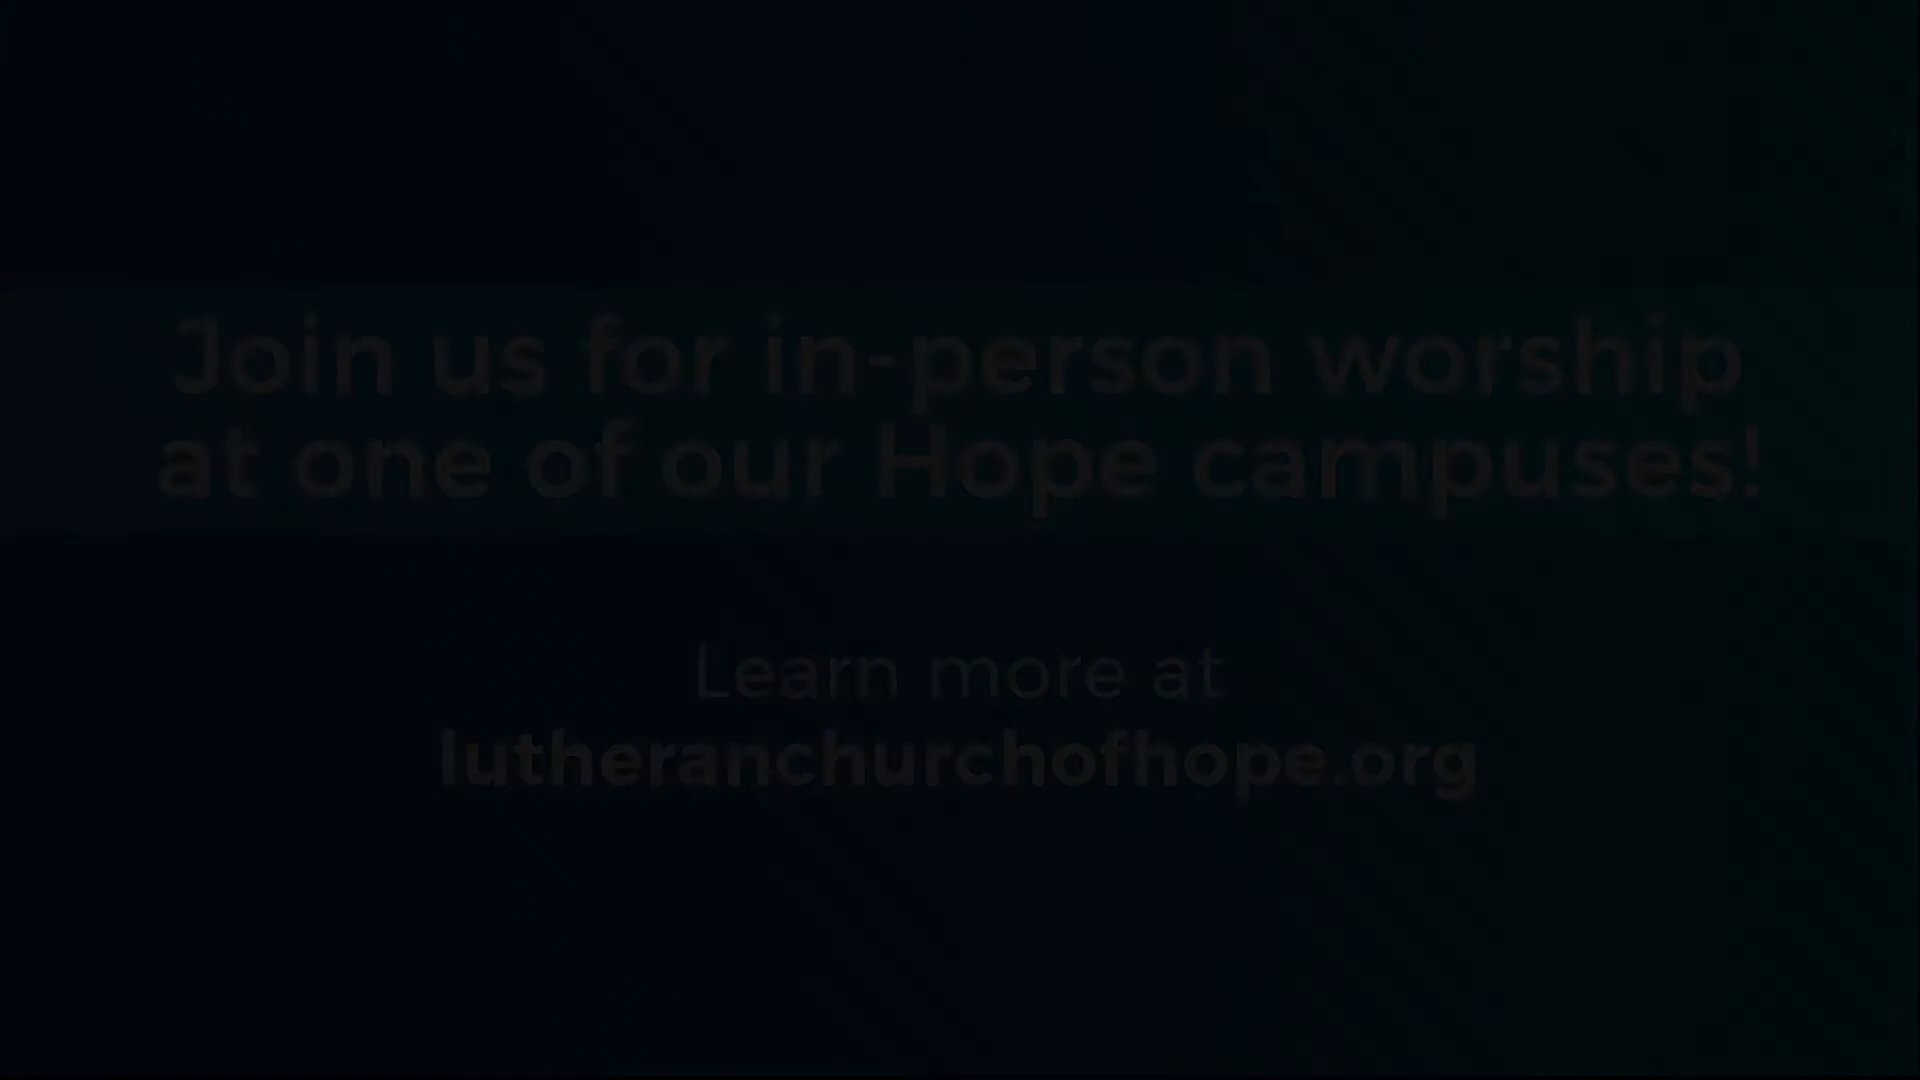 Join us for in-person worship
at one of our Hope campuses!
Learn more at
lutheranchurchofhope.org